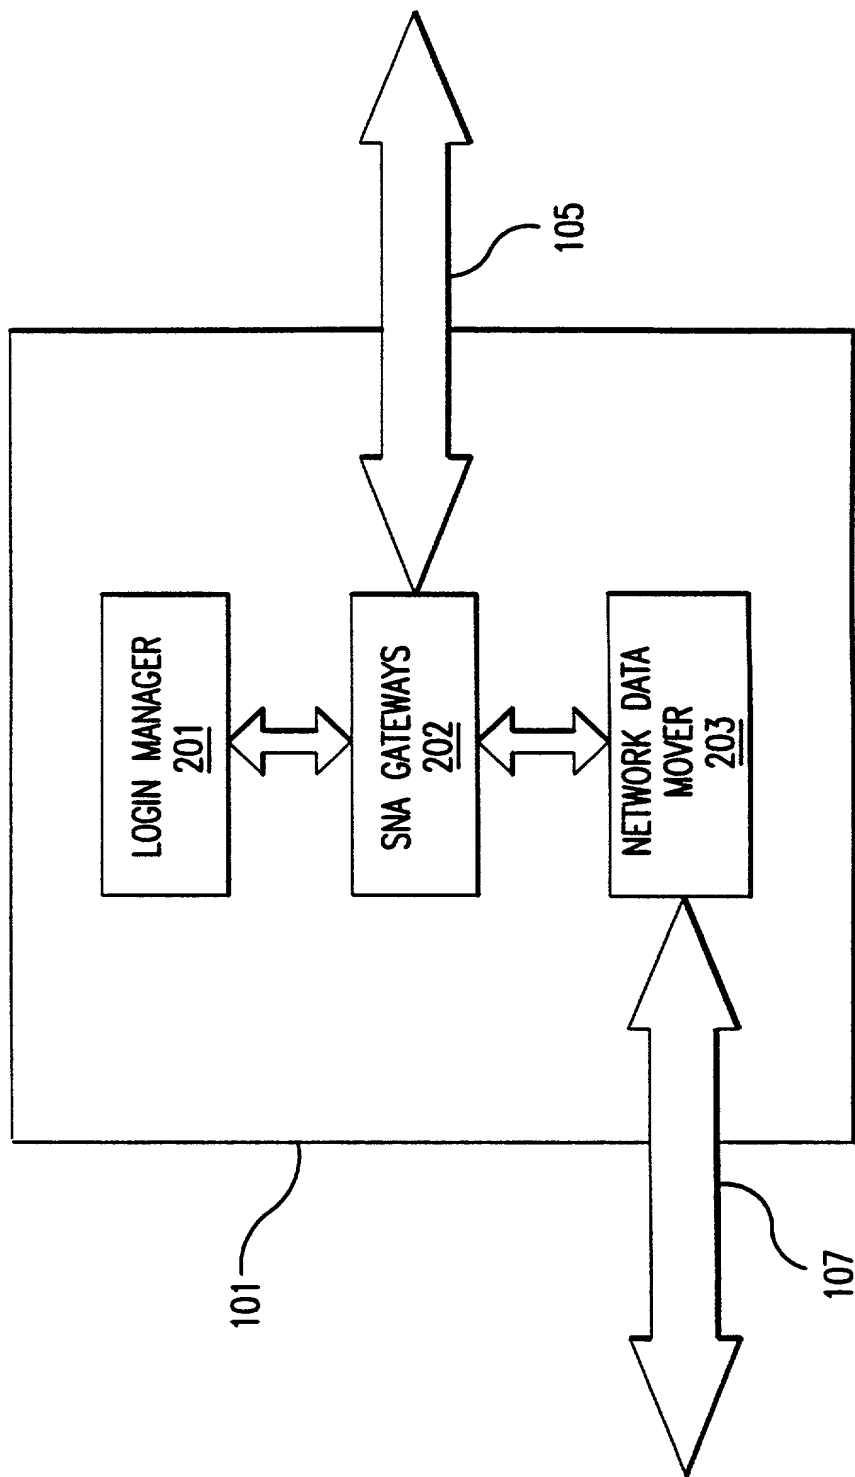 101
LOGIN MANAGER
201
SNA GATEWAYS
202
NETWORK DATA
MOVER
203
105
107